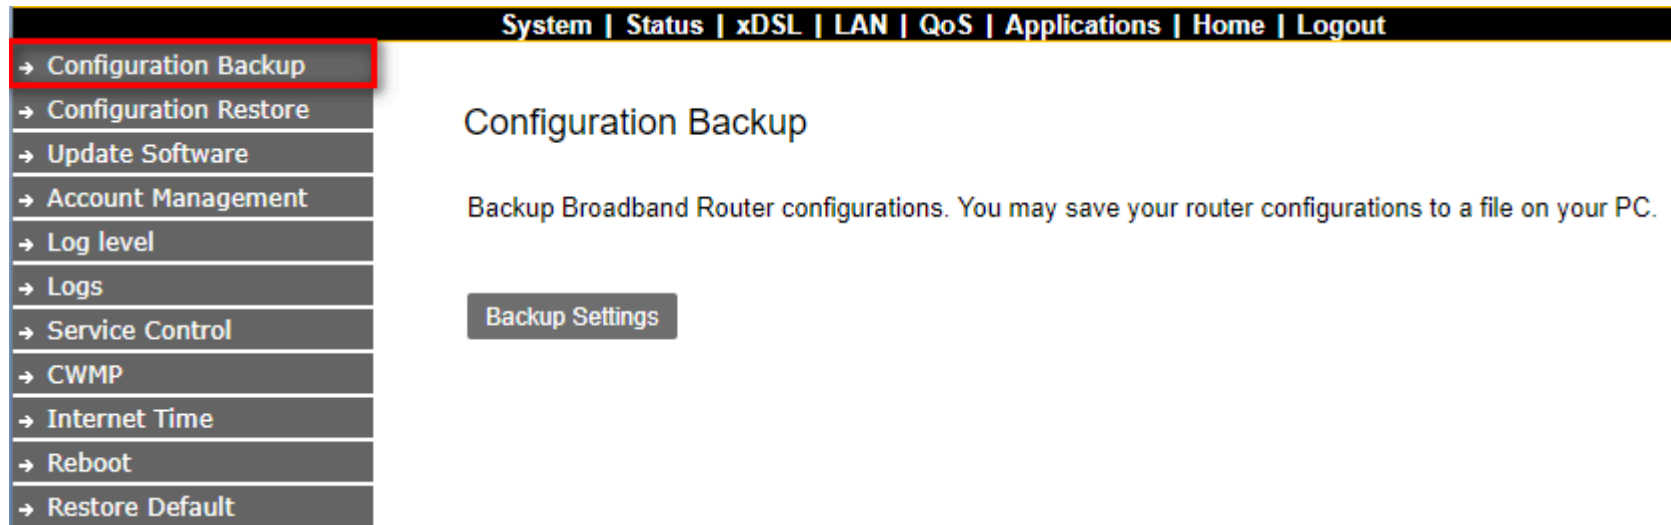 System | Status | xDSL | LAN | QoS | Applications | Home | Logout
Configuration Backup
Configuration Restore
Update Software
Account Management
Log level
Logs
Service Control
CWMP
Internet Time
Reboot
Restore Default
Configuration Backup
Backup Broadband Router configurations. You may save your router configurations to a file on your PC.
Backup Settings